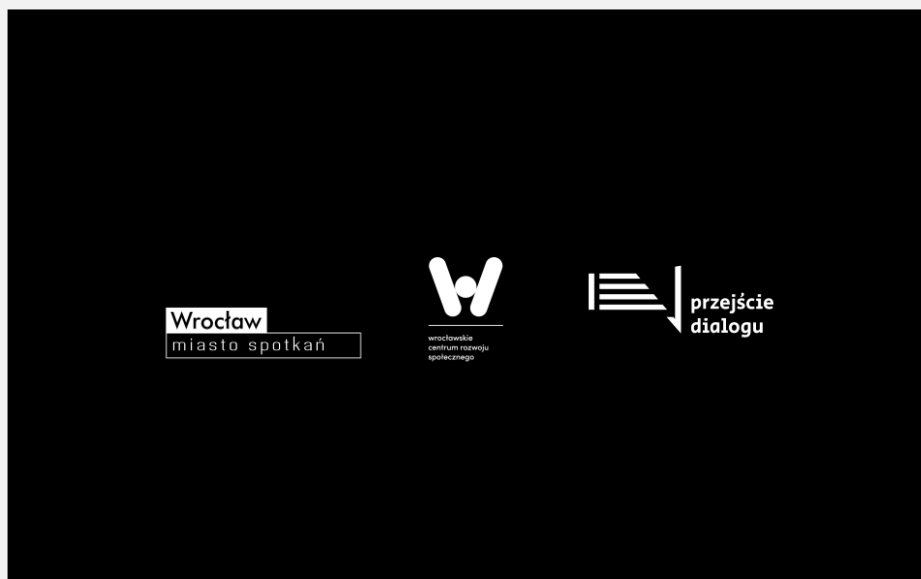 Wrocław
miasto spotkań
wrocławskie
centrum rozwoju
społecznego
przejście
dialogu